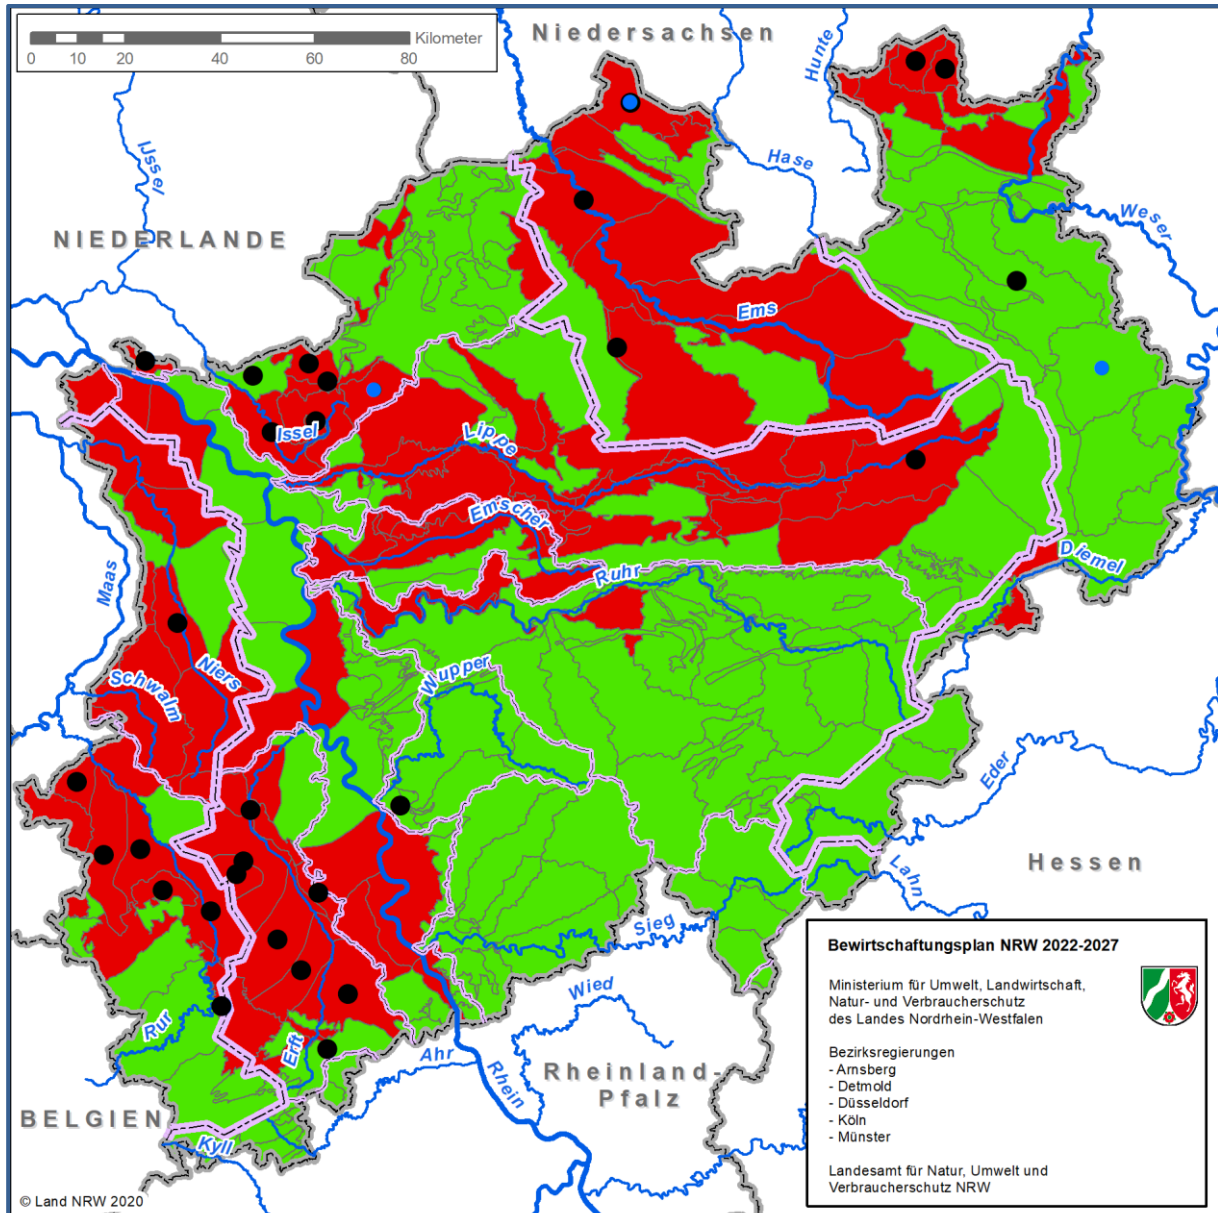 Kilometer
0 10 20 40 60 80
Niedersachsen
Hunte
IJssel
Hase
NIEDERLANDE
Weser
Ems
Issel
Lippe
Emscher
Ruhr
Diemel
Maas
Niers
Schwalm
Wupper
Eder
Hessen
Lahn
Sieg
Wied
Rur
Erft
Ahr
Rhein
Rheinland-
Pfalz
BELGIEN
Kyll
Bewirtschaftungsplan NRW 2022-2027
Ministerium für Umwelt, Landwirtschaft,
Natur- und Verbraucherschutz
des Landes Nordrhein-Westfalen
Bezirksregierungen
- Arnsberg
- Detmold
- Düsseldorf
- Köln
- Münster
Landesamt für Natur, Umwelt und
Verbraucherschutz NRW
© Land NRW 2020